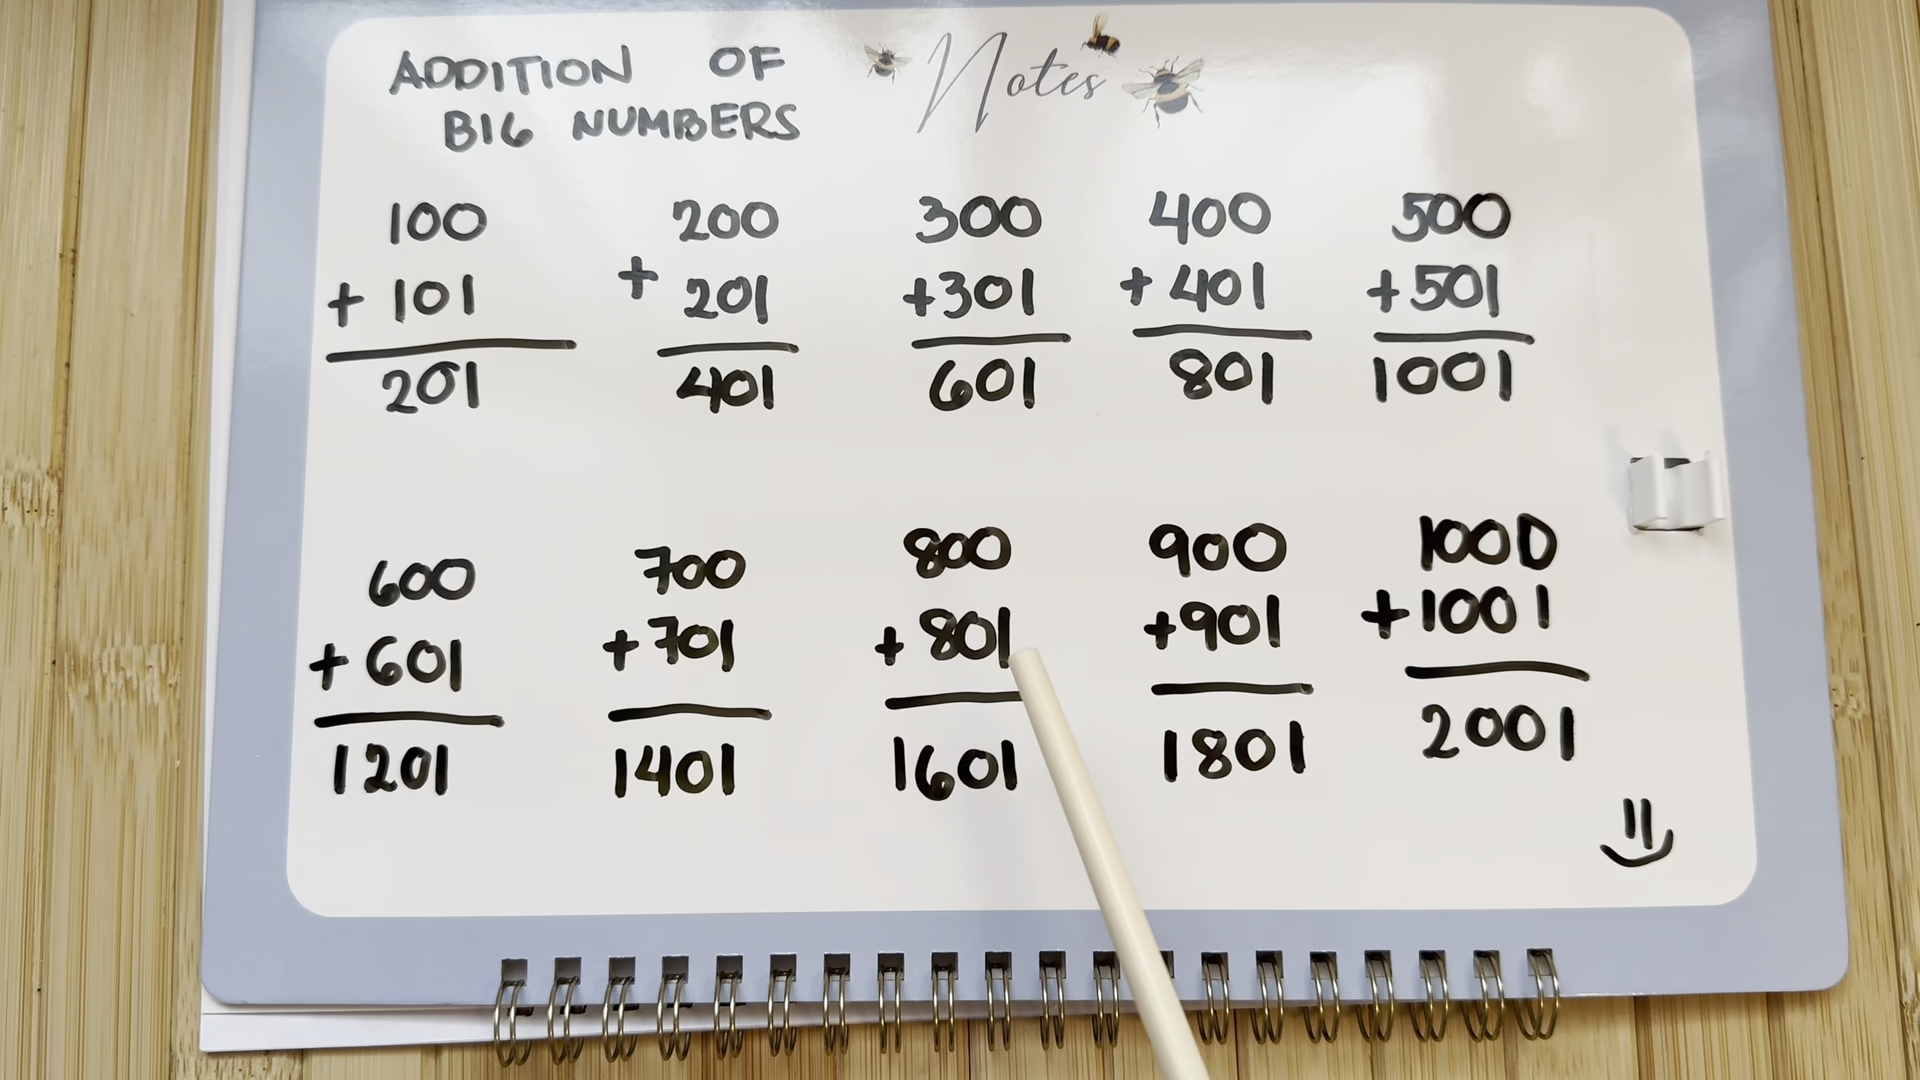 ADDITION OF
BIG NUMBERS
Notes
100 200 300 400 500
+ 101 + 201 +301 + 401 +501
201 401 601 801 1001
600 700 800 900 1000
+ 601 +701 + 801 +901 +1001
1201 1401 1601 1801 2001